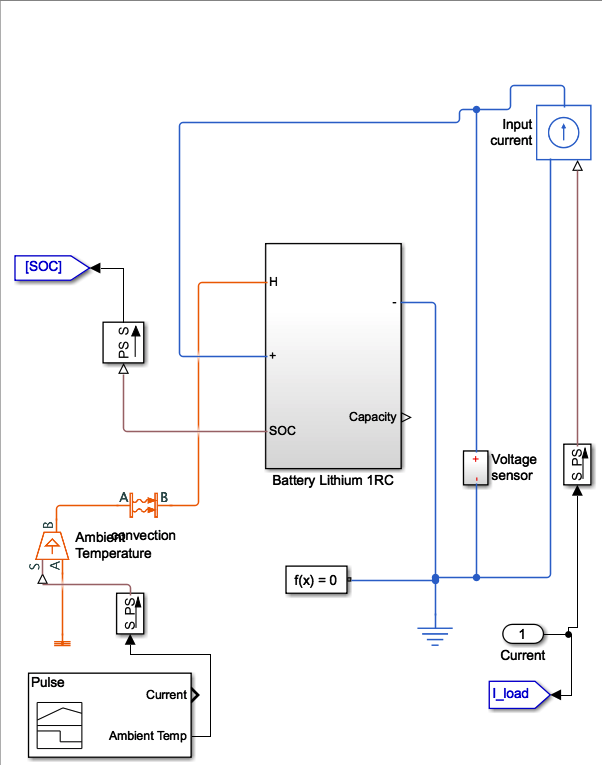 Input
current
[SOC]
H
-
PS S
+
Capacity
SOC
Battery Lithium 1RC
+
-
Voltage
sensor
S PS
A
B
convection
B
Ambient
Temperature
S
A
f(x) = 0
S PS
1
Current
Pulse
Current
I_load
Ambient Temp